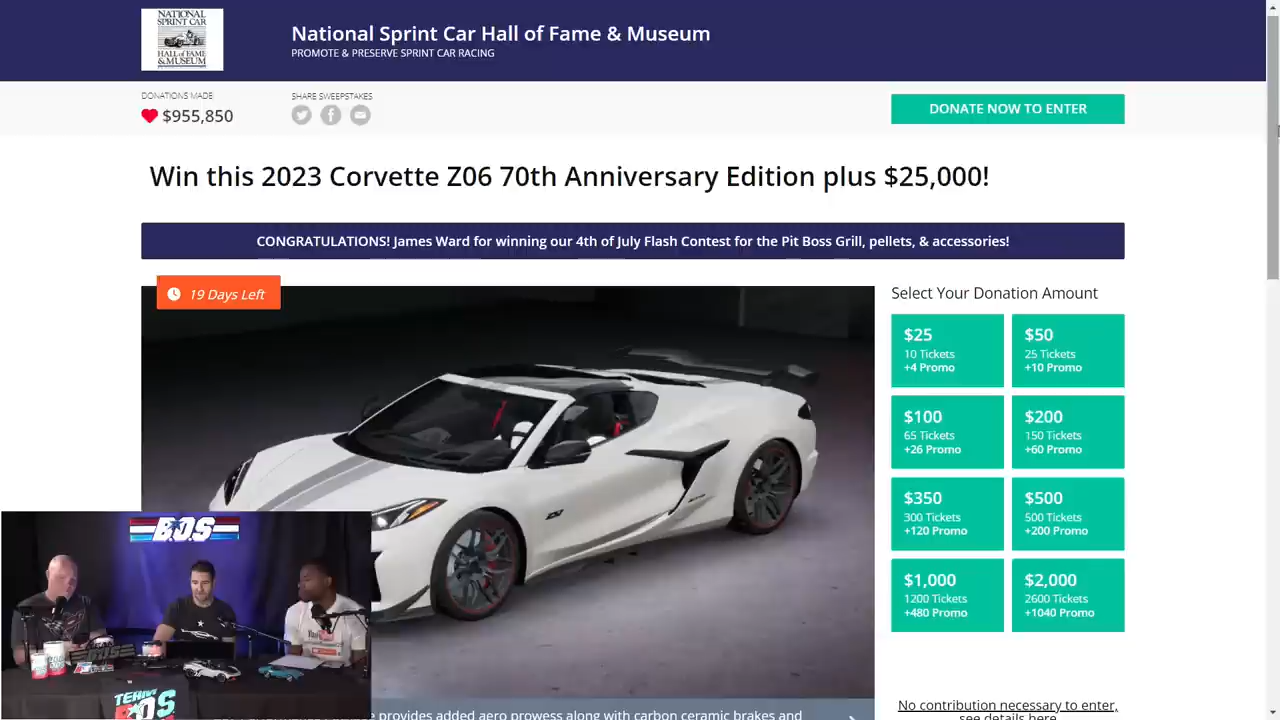 NATIONAL
SPRINT CAR
HALL of FAME
& MUSEUM
National Sprint Car Hall of Fame & Museum
PROMOTE & PRESERVE SPRINT CAR RACING
DONATIONS MADE:
$955,850
SHARE SWEEPSTAKES
DONATE NOW TO ENTER
Win this 2023 Corvette Z06 70th Anniversary Edition plus $25,000!
CONGRATULATIONS! James Ward for winning our 4th of July Flash Contest for the Pit Boss Grill, pellets, & accessories!
19 Days Left
Select Your Donation Amount
$25
10 Tickets
+4 Promo
$50
25 Tickets
+10 Promo
$100
65 Tickets
+26 Promo
$200
150 Tickets
+60 Promo
$350
300 Tickets
+120 Promo
$500
500 Tickets
+200 Promo
$1,000
1200 Tickets
+480 Promo
$2,000
2600 Tickets
+1040 Promo
No contribution necessary to enter,
see details here
provides added aero prowess along with carbon ceramic brakes and
B.O.S
TEAM
B.O.S